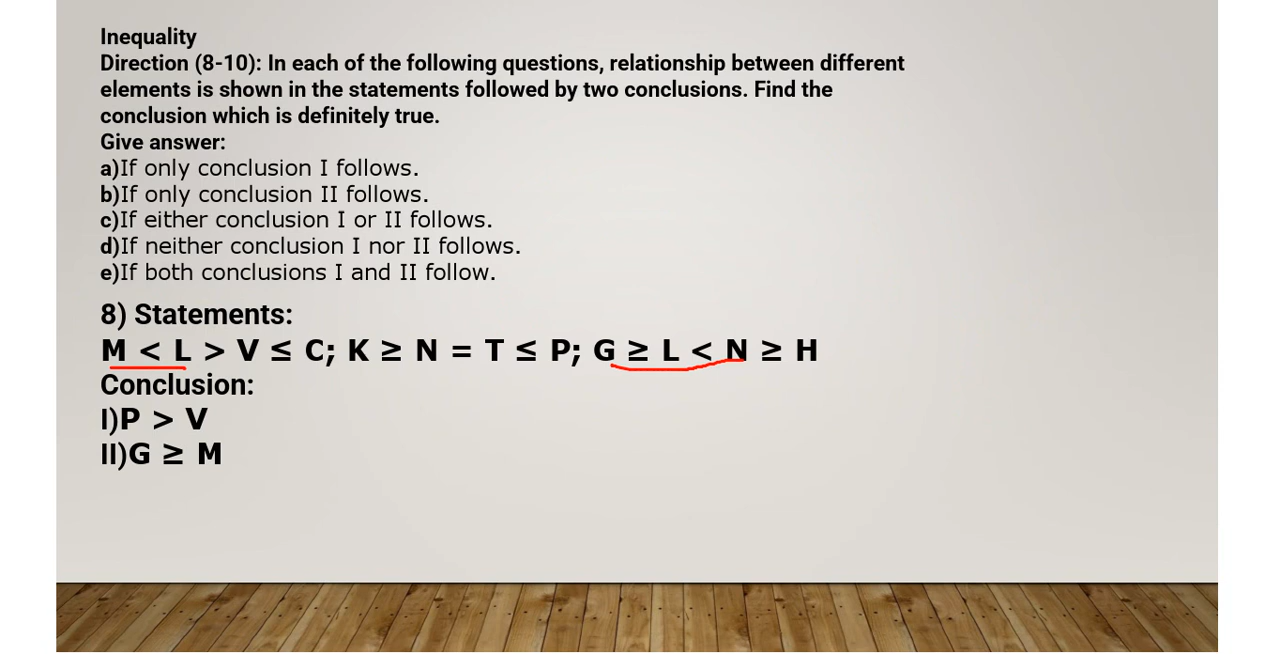 Inequality
Direction (8-10): In each of the following questions, relationship between different
elements is shown in the statements followed by two conclusions. Find the
conclusion which is definitely true.
Give answer:
a)If only conclusion I follows.
b)If only conclusion II follows.
c)If either conclusion I or II follows.
d)If neither conclusion I nor II follows.
e)If both conclusions I and II follow.
8) Statements:
M < L > V ≤ C; K ≥ N = T ≤ P; G ≥ L < N ≥ H
Conclusion:
I)P > V
II)G ≥ M